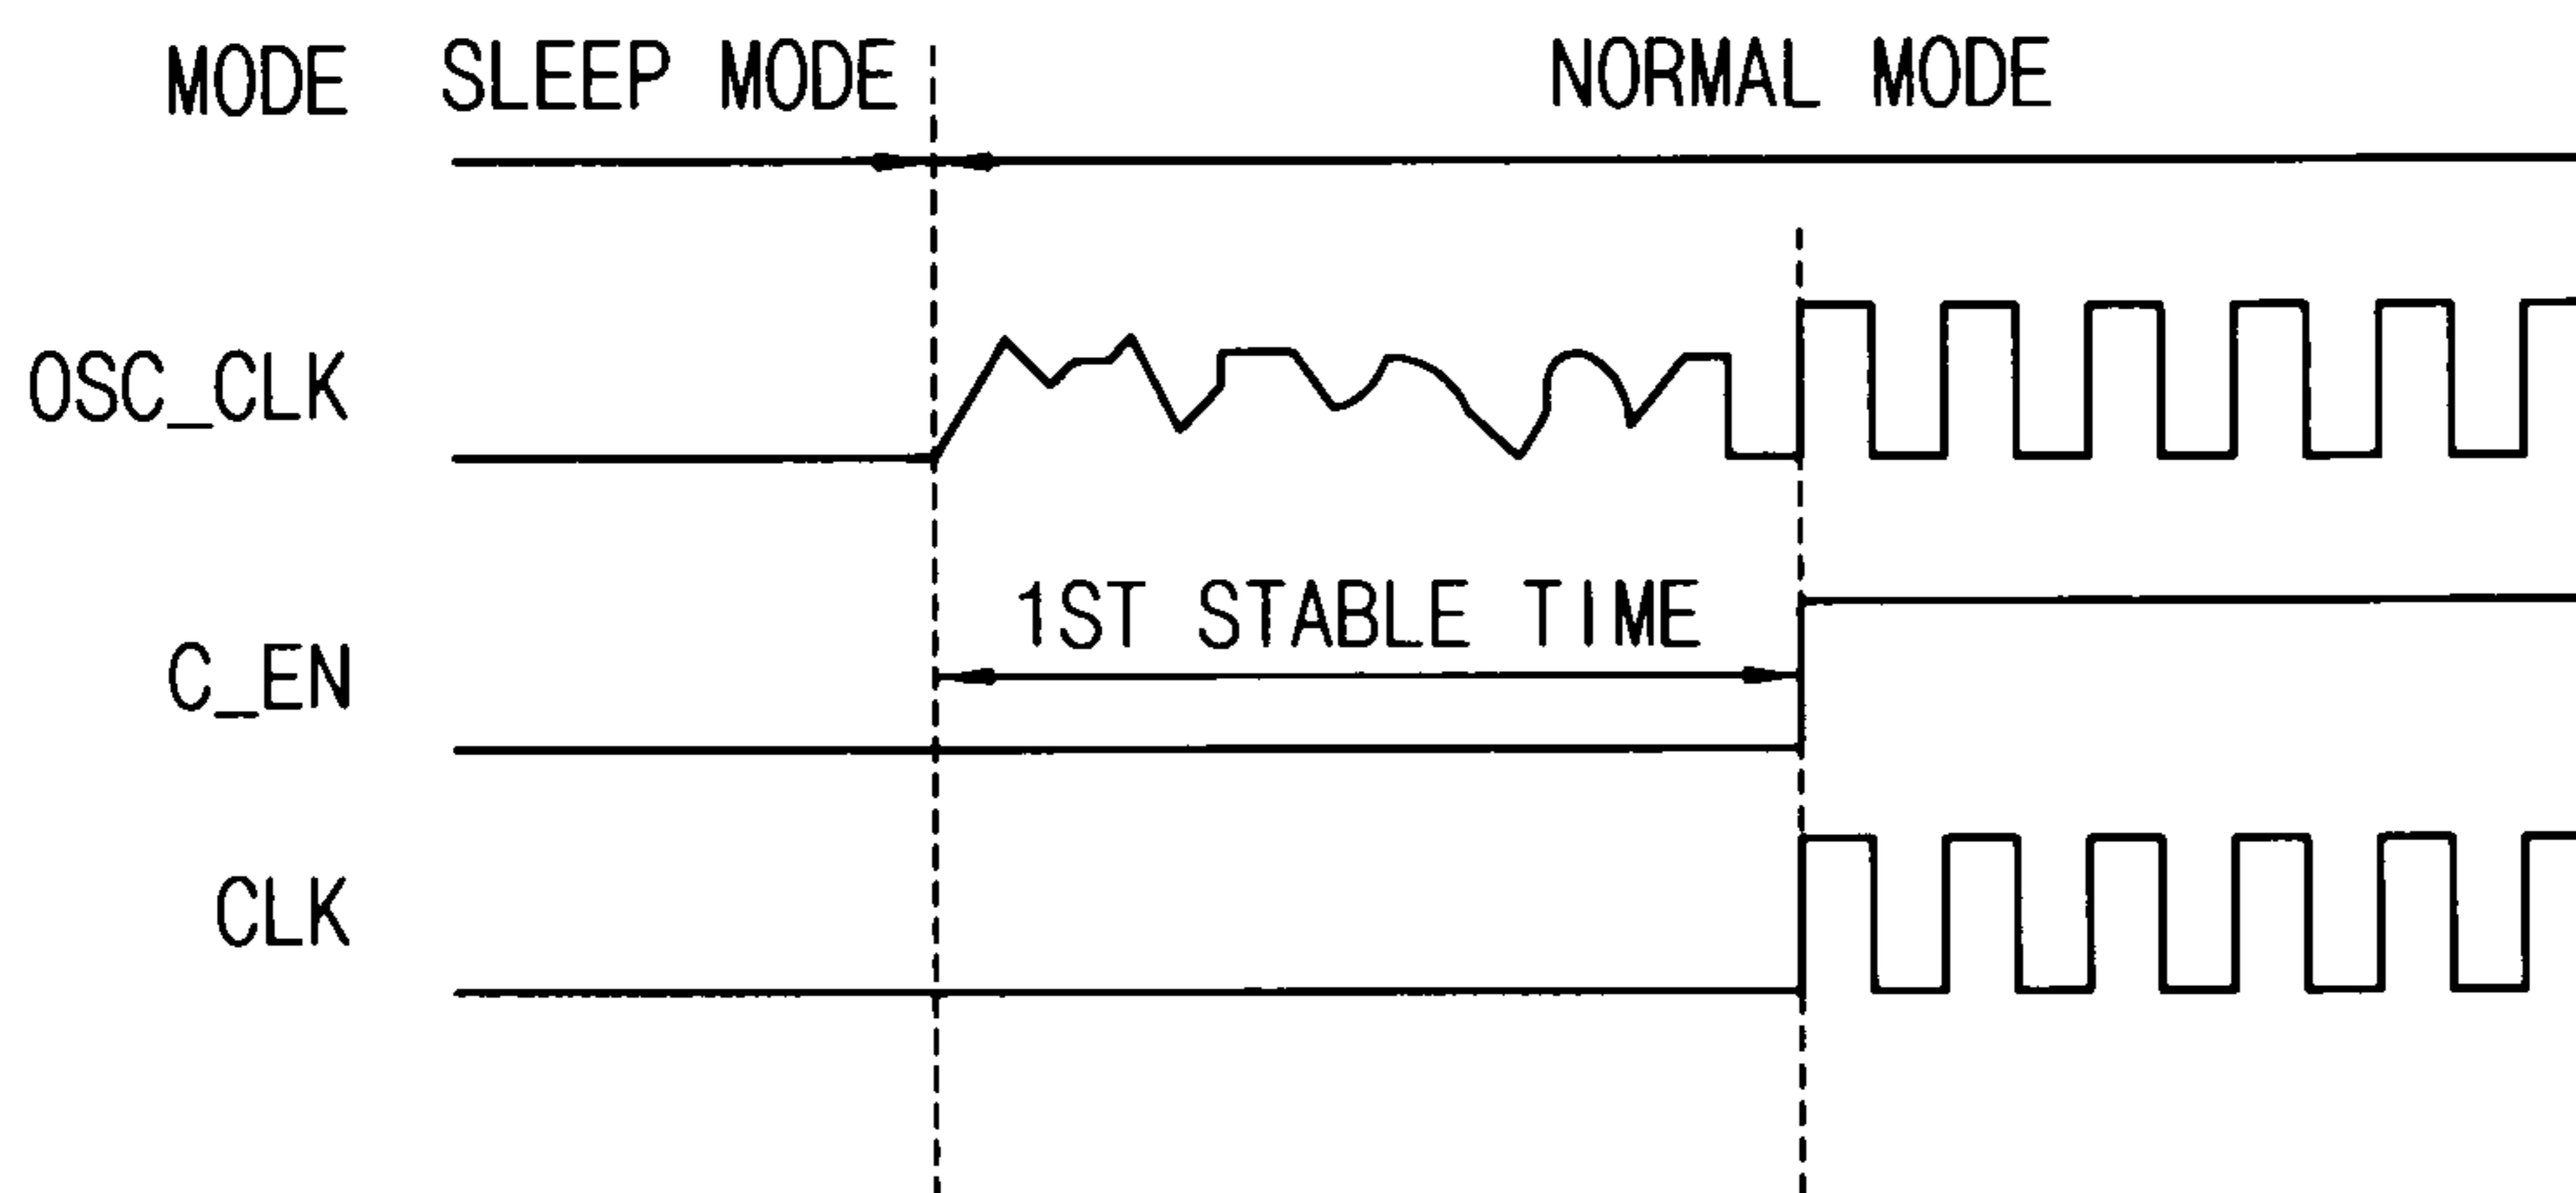 MODE SLEEP MODE NORMAL MODE
OSC_CLK
1ST STABLE TIME
C_EN
CLK